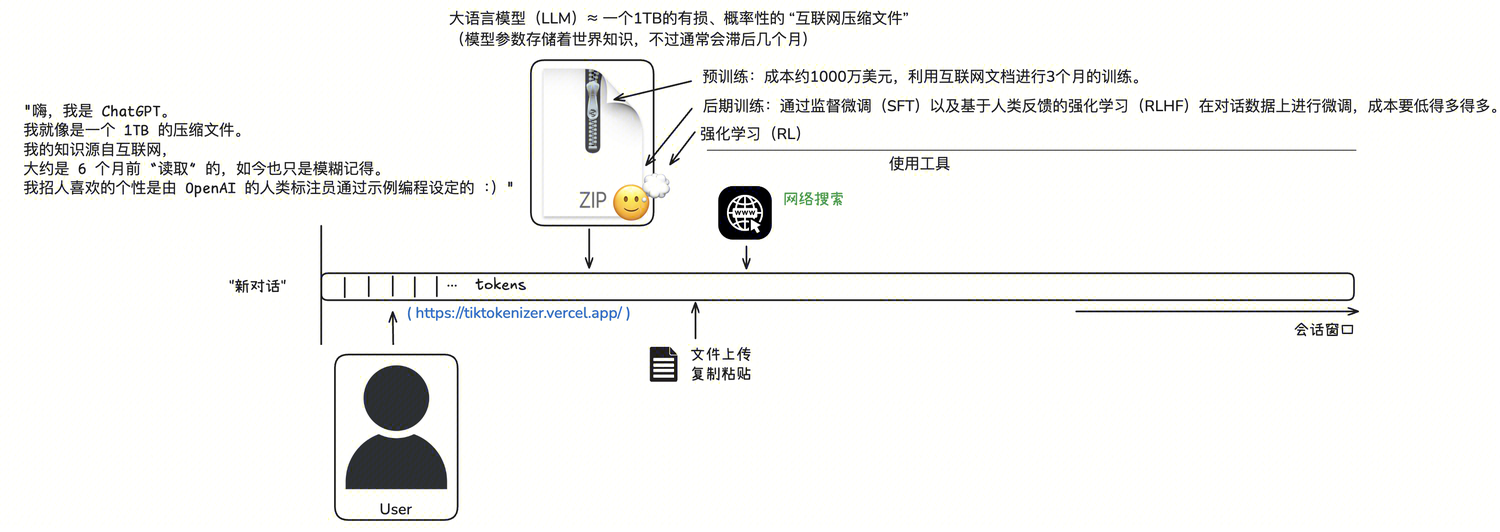 大语言模型（LLM）≈ 一个1TB的有损、概率性的 “互联网压缩文件”
（模型参数存储着世界知识，不过通常会滞后几个月）
预训练：成本约1000万美元，利用互联网文档进行3个月的训练。
后期训练：通过监督微调（SFT）以及基于人类反馈的强化学习（RLHF）在对话数据上进行微调，成本要低得多得多。
强化学习（RL）
"嗨，我是 ChatGPT。
我就像是一个 1TB 的压缩文件。
我的知识源自互联网，
大约是 6 个月前 “读取” 的，如今也只是模糊记得。
我招人喜欢的个性是由 OpenAI 的人类标注员通过示例编程设定的 :) "
ZIP
使用工具
www
网络搜索
"新对话"
... tokens
( https://tiktokenizer.vercel.app/ )
会话窗口
文件上传
复制粘贴
User